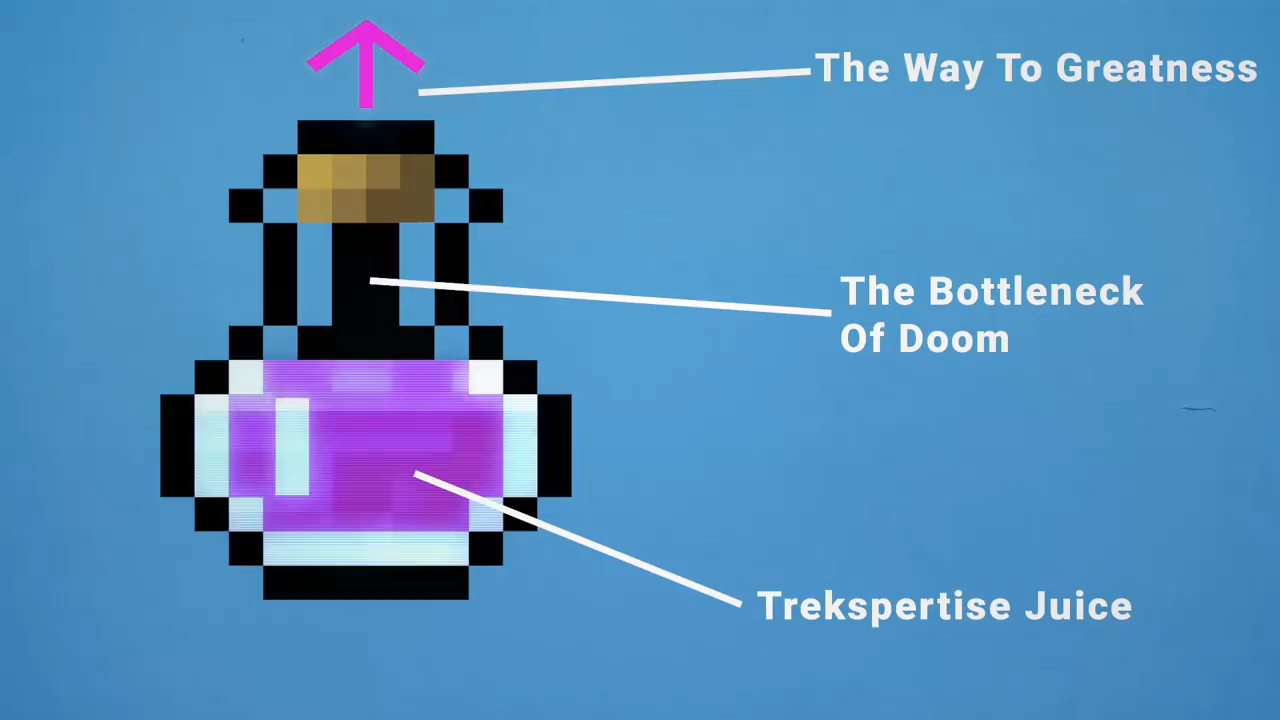 The Way To Greatness
The Bottleneck
Of Doom
Trekspertise Juice